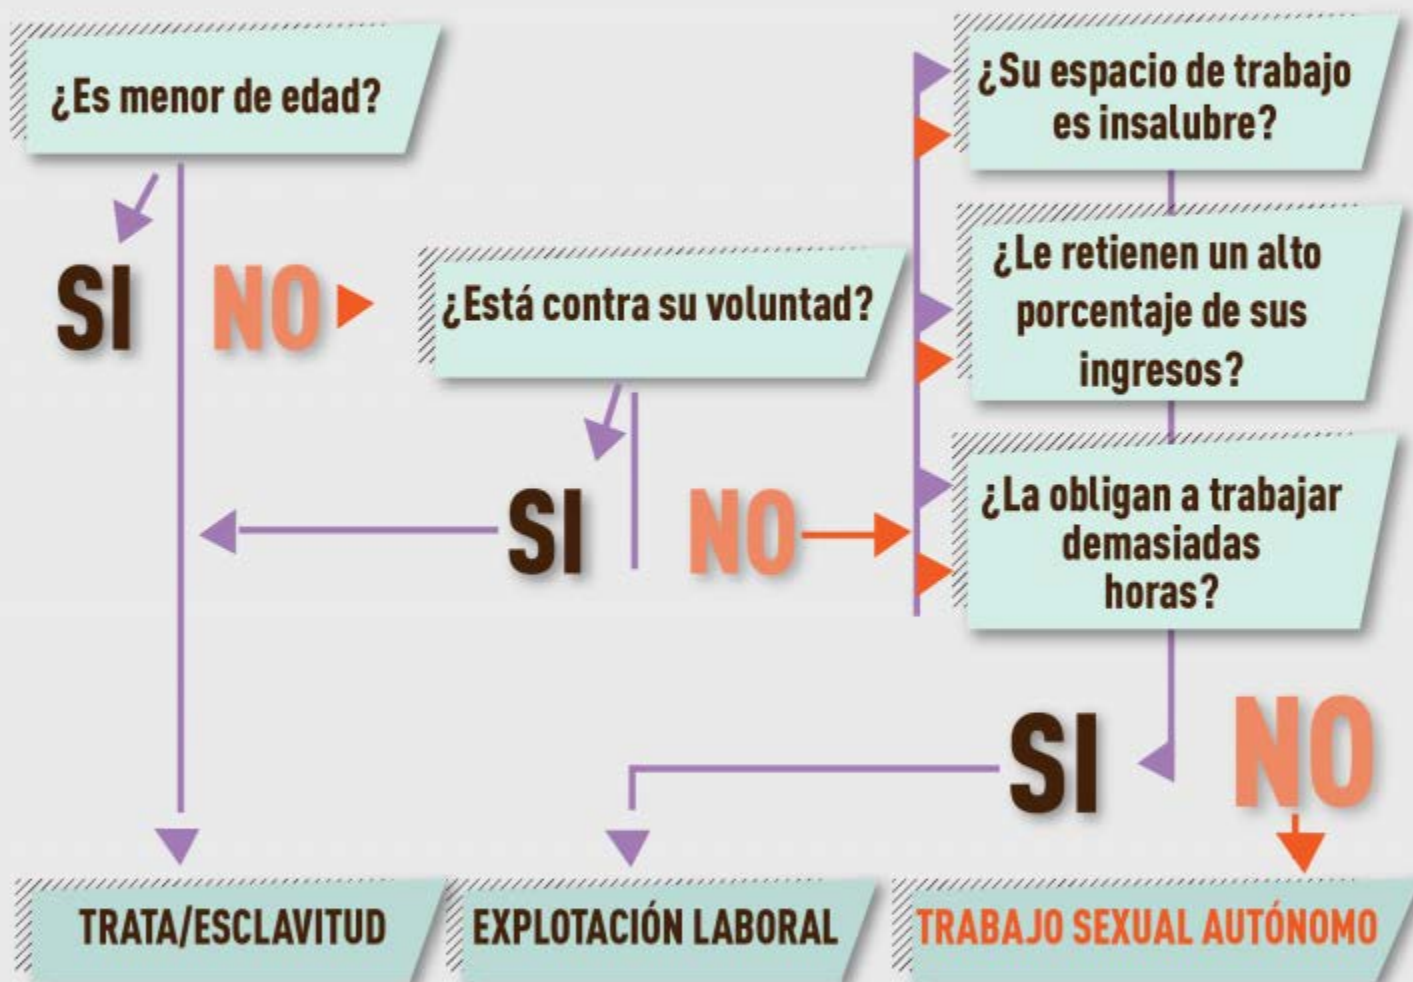 ¿Es menor de edad?
SI
NO
¿Está contra su voluntad?
SI
NO
¿Su espacio de trabajo
es insalubre?
¿Le retienen un alto
porcentaje de sus
ingresos?
¿La obligan a trabajar
demasiadas
horas?
SI
NO
TRATA/ESCLAVITUD
EXPLOTACIÓN LABORAL
TRABAJO SEXUAL AUTÓNOMO